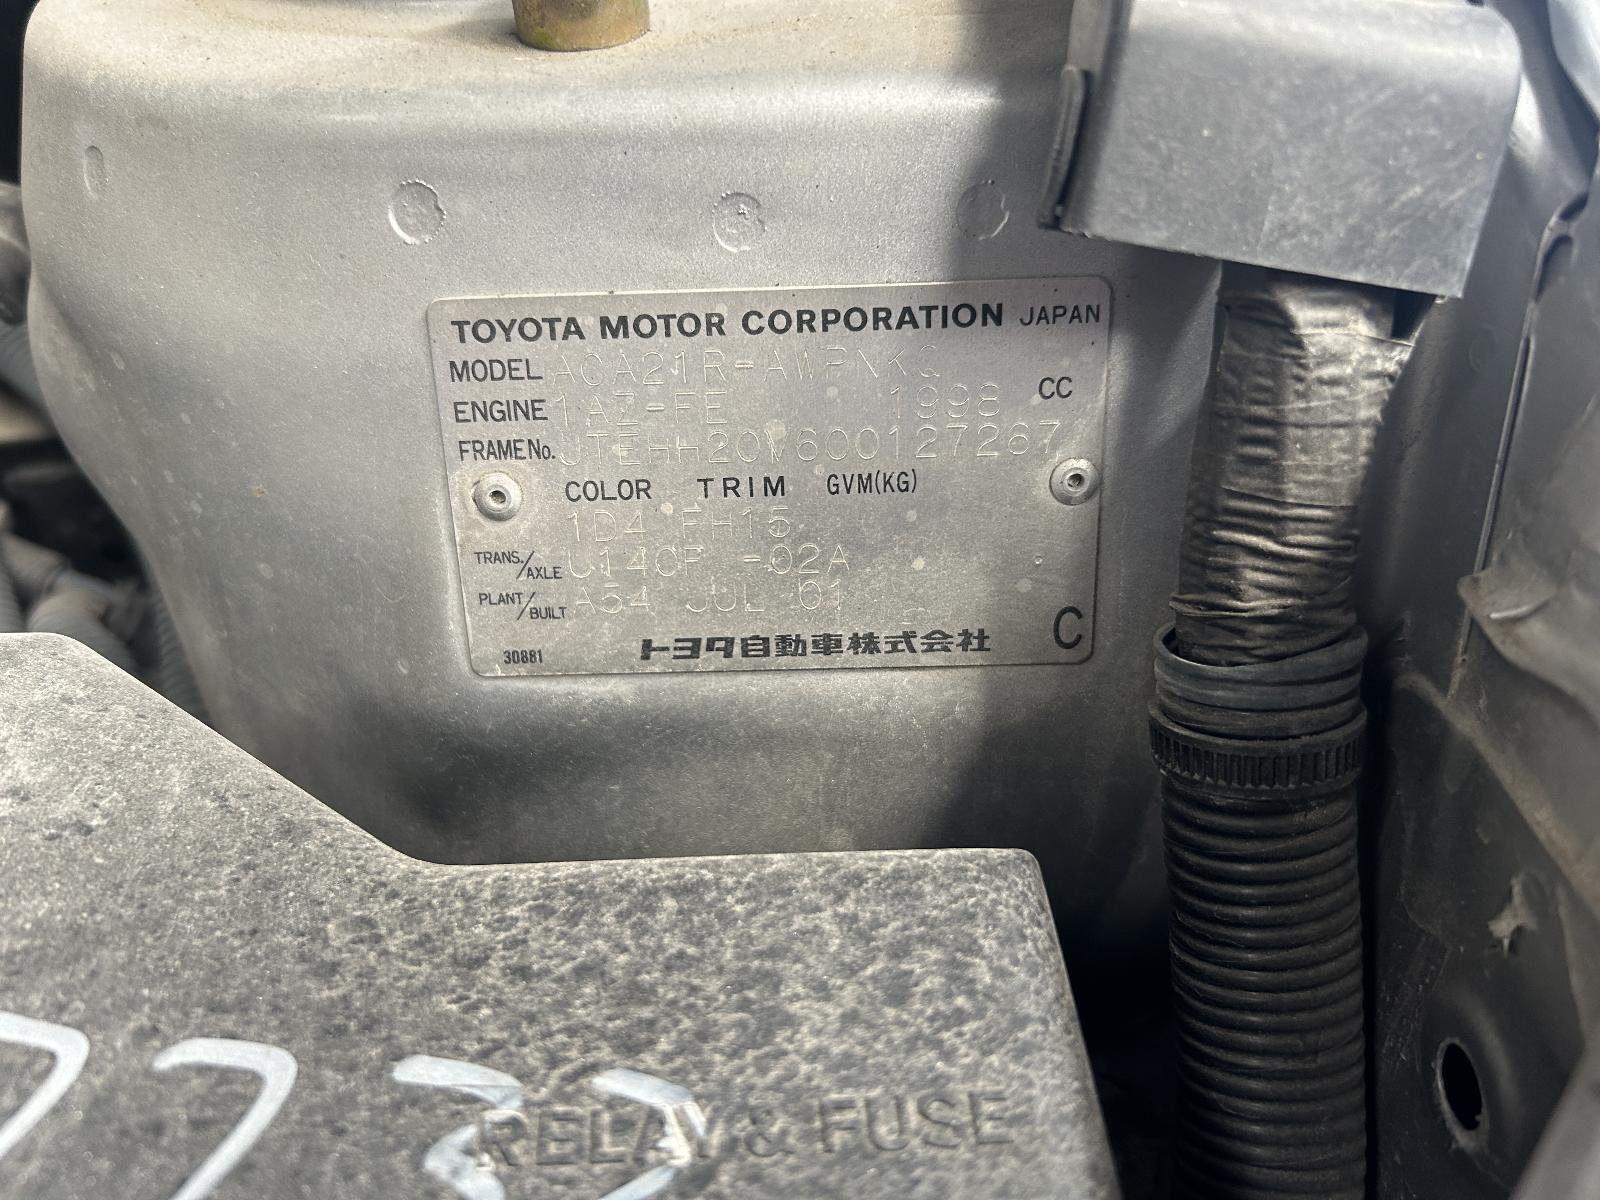 TOYOTA MOTOR CORPORATION JAPAN
MODEL ACA21R-AWPNKQ
ENGINE 1AZ-FE 1998 CC
FRAME No. JTEHH20V600127267
COLOR TRIM GVM(KG)
1D4 FH15
TRANS./AXLE U140F -02A
PLANT/BUILT A54 JUL 01
30881 トヨタ自動車株式会社 C
RELAY & FUSE